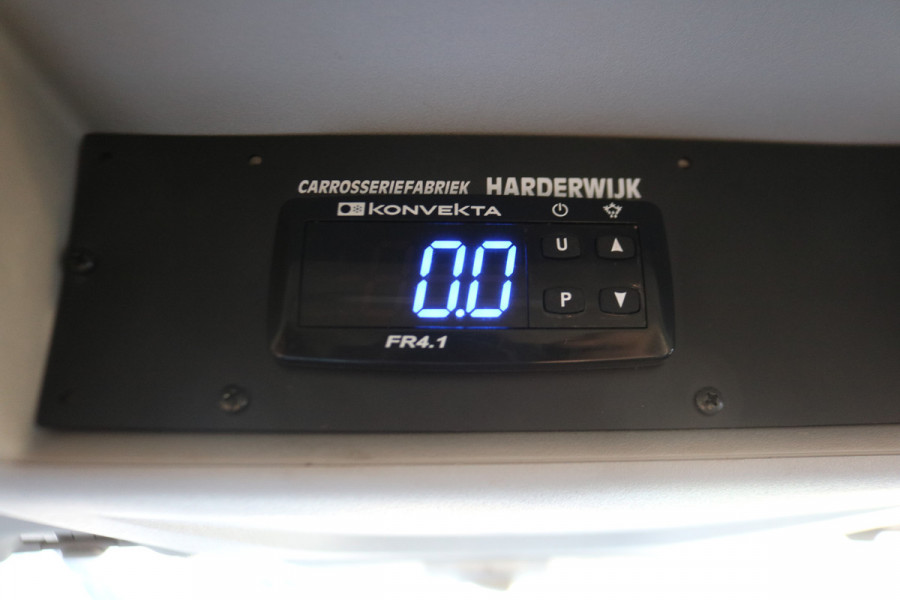 CARROSSERIEFABRIEK HARDERWIJK
KONVEKTA
0.0
U
P
FR4.1